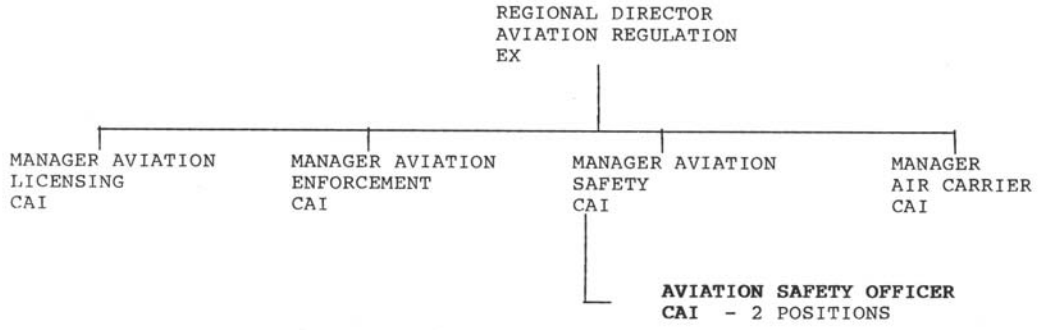 REGIONAL DIRECTOR
AVIATION REGULATION
EX
MANAGER AVIATION
LICENSING
CAI
MANAGER AVIATION
ENFORCEMENT
CAI
MANAGER AVIATION
SAFETY
CAI
MANAGER
AIR CARRIER
CAI
AVIATION SAFETY OFFICER
CAI - 2 POSITIONS